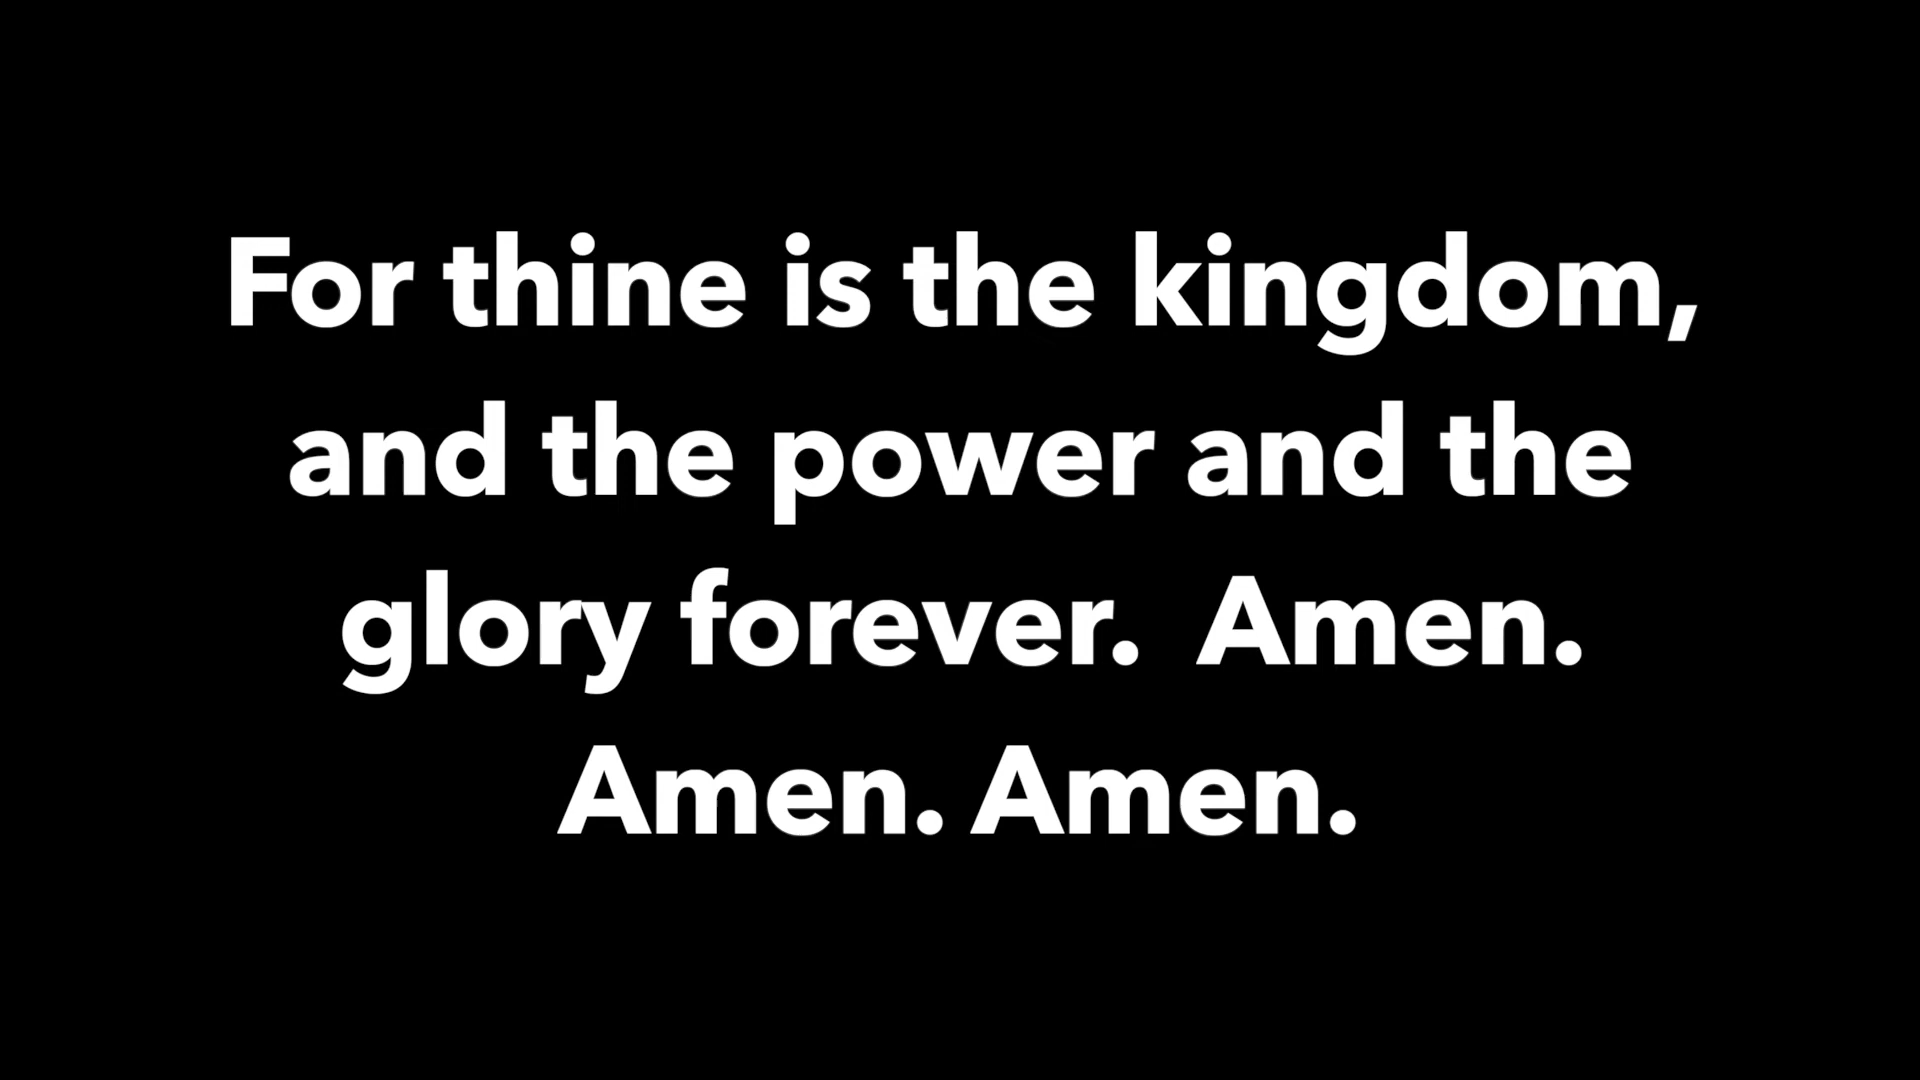 For thine is the kingdom,
and the power and the
glory forever.  Amen.
Amen. Amen.